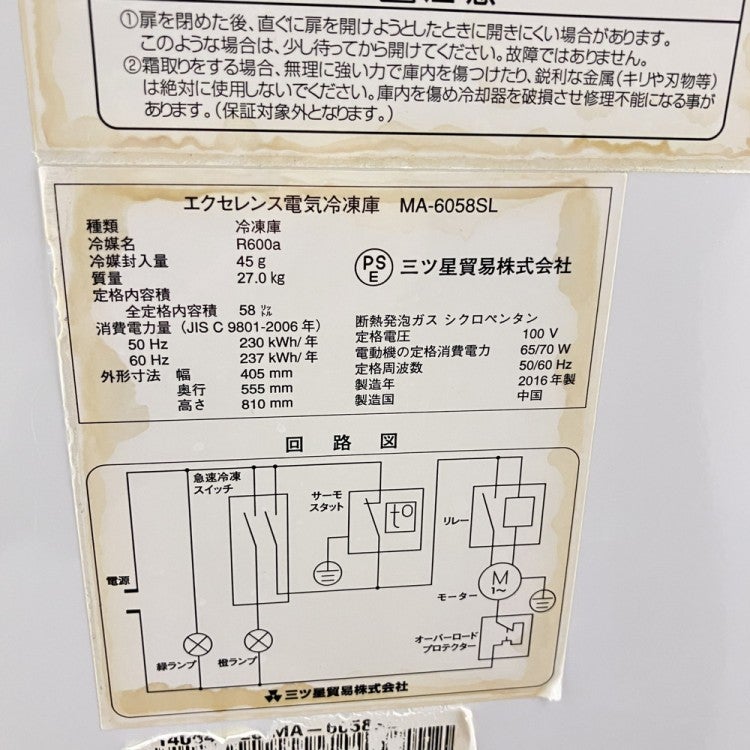 ①扉を閉めた後、直ぐに扉を開けようとしたときに開きにくい場合があります。
このような場合は、少し待ってから開けてください。故障ではありません。
②霜取りをする場合、無理に強い力で庫内を傷つけたり、鋭利な金属(キリや刃物等)
は絶対に使用しないでください。庫内を傷め冷却器を破損させ修理不能になる事が
あります。(保証対象外となります。)
エクセレンス電気冷凍庫 MA-6058SL
種類 冷凍庫
冷媒名 R600a
冷媒封入量 45 g
質量 27.0 kg
定格内容積
全定格内容積 58 リットル
消費電力量 (JIS C 9801-2006 年)
50 Hz 230 kWh/年
60 Hz 237 kWh/年
外形寸法 幅 405 mm
奥行 555 mm
高さ 810 mm
PSE 三ツ星貿易株式会社
断熱発泡ガス シクロペンタン
定格電圧 100 V
電動機の定格消費電力 65/70 W
定格周波数 50/60 Hz
製造年 2016 年製
製造国 中国
回路図
急速冷凍
スイッチ
サーモ
スタット
to
リレー
電源
M
1~
モーター
オーバーロード
プロテクター
緑ランプ
橙ランプ
三ツ星貿易株式会社
MA-6058